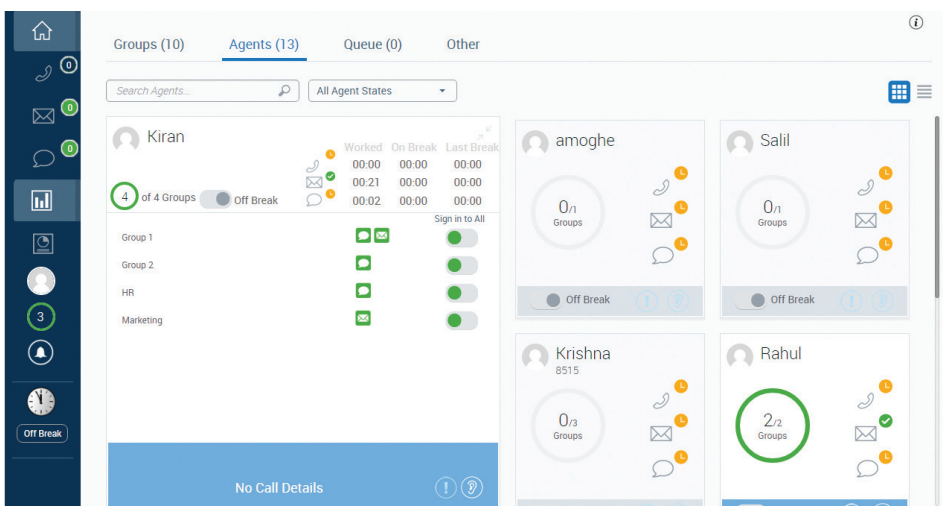 Groups (10) Agents (13) Queue (0) Other
0
0
0
Search Agents... All Agent States
Kiran
Worked On Break Last Break
00:00 00:00 00:00
00:21 00:00 00:00
00:02 00:00 00:00
4 of 4 Groups Off Break
Sign in to All
Group 1
Group 2
HR
Marketing
No Call Details
amoghe
0/1
Groups
Off Break
Salil
0/1
Groups
Off Break
Krishna
8515
0/3
Groups
Rahul
2/2
Groups
3
Off Break